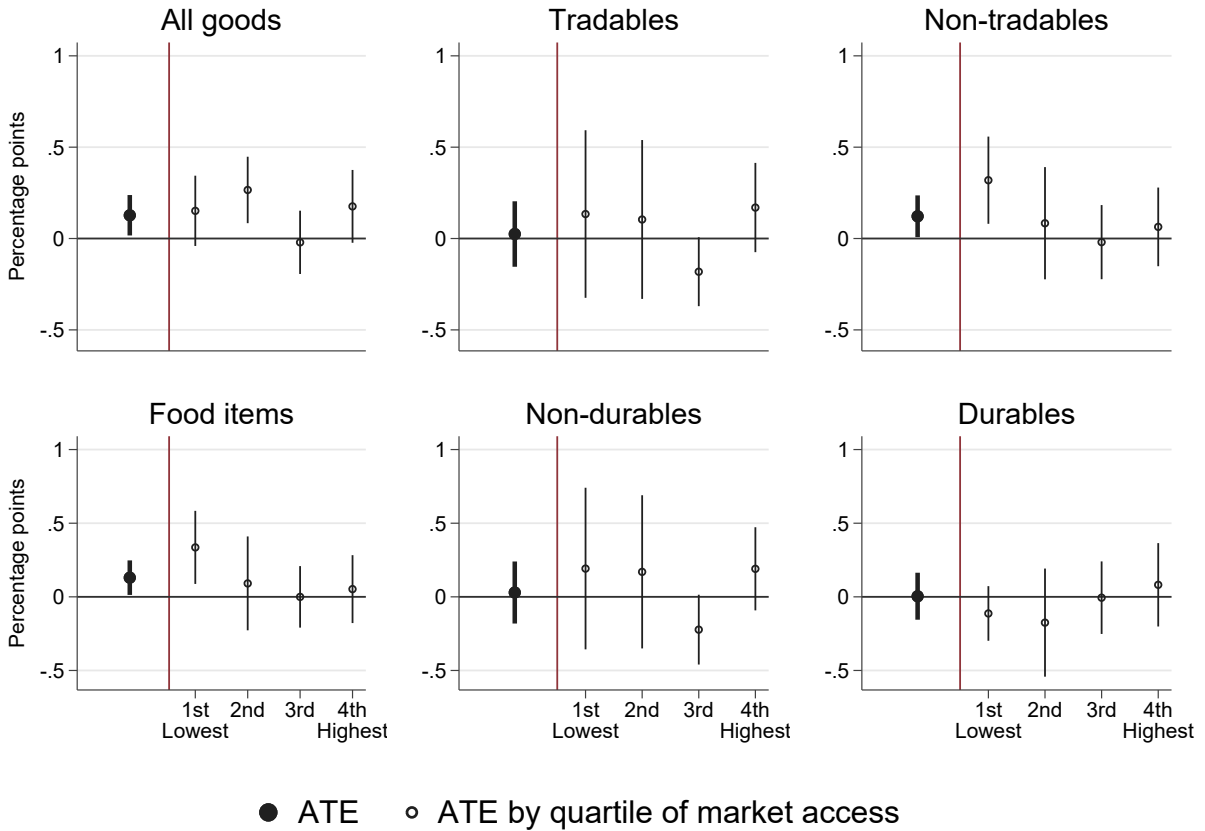 All goods
Tradables
Non-tradables
Percentage points
1
.5
0
-.5
1
.5
0
-.5
1
.5
0
-.5
Food items
Non-durables
Durables
Percentage points
1
.5
0
-.5
1
.5
0
-.5
1
.5
0
-.5
1st 2nd 3rd 4th
Lowest Highest
1st 2nd 3rd 4th
Lowest Highest
1st 2nd 3rd 4th
Lowest Highest
ATE ATE by quartile of market access